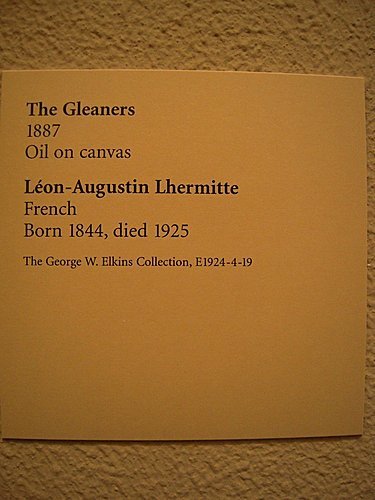 The Gleaners
1887
Oil on canvas
Léon-Augustin Lhermitte
French
Born 1844, died 1925
The George W. Elkins Collection, E1924-4-19